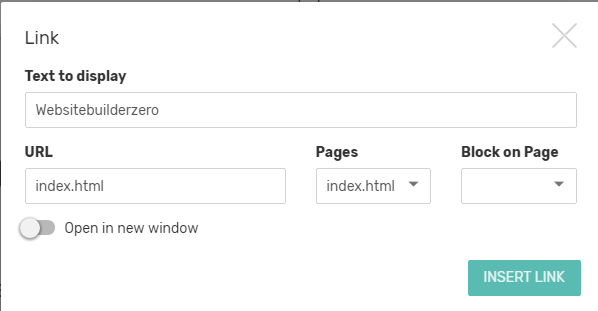 Link
Text to display
Websitebuilderzero
URL
Pages
Block on Page
index.html
index.html
Open in new window
INSERT LINK